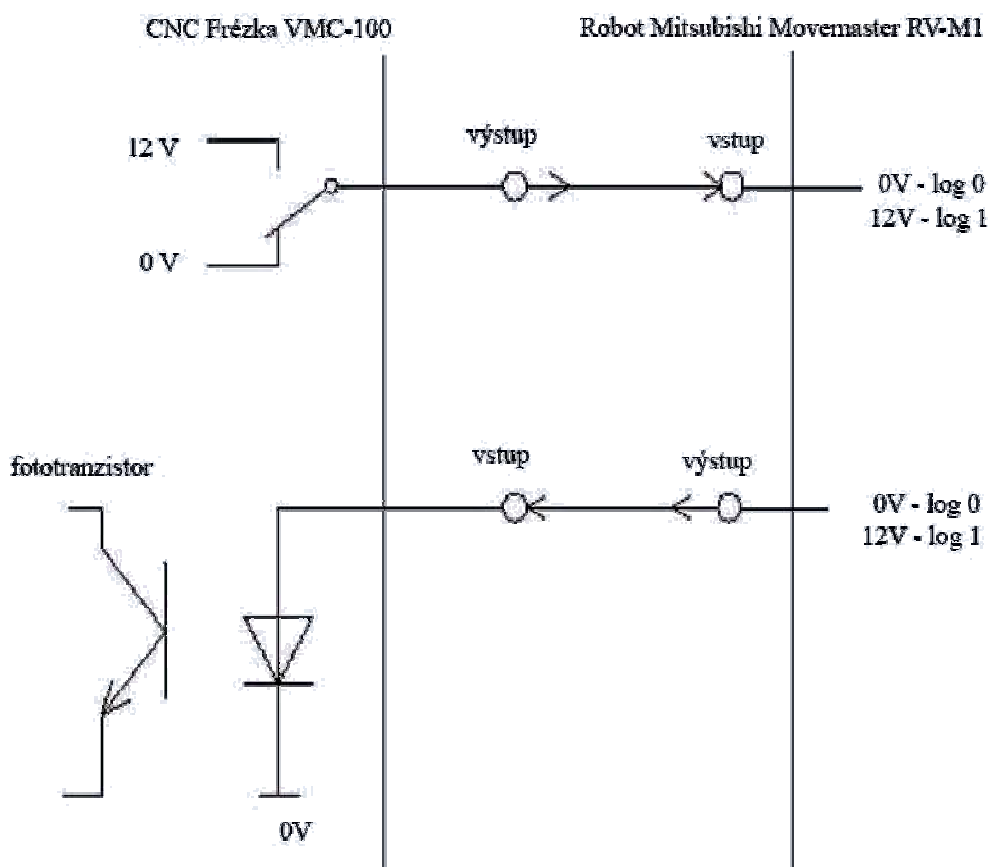 CNC Frézka VMC-100
Robot Mitsubishi Movemaster RV-M1
12 V
výstup
vstup
0V - log 0
12V - log 1
0 V
fototranzistor
vstup
výstup
0V - log 0
12V - log 1
0V